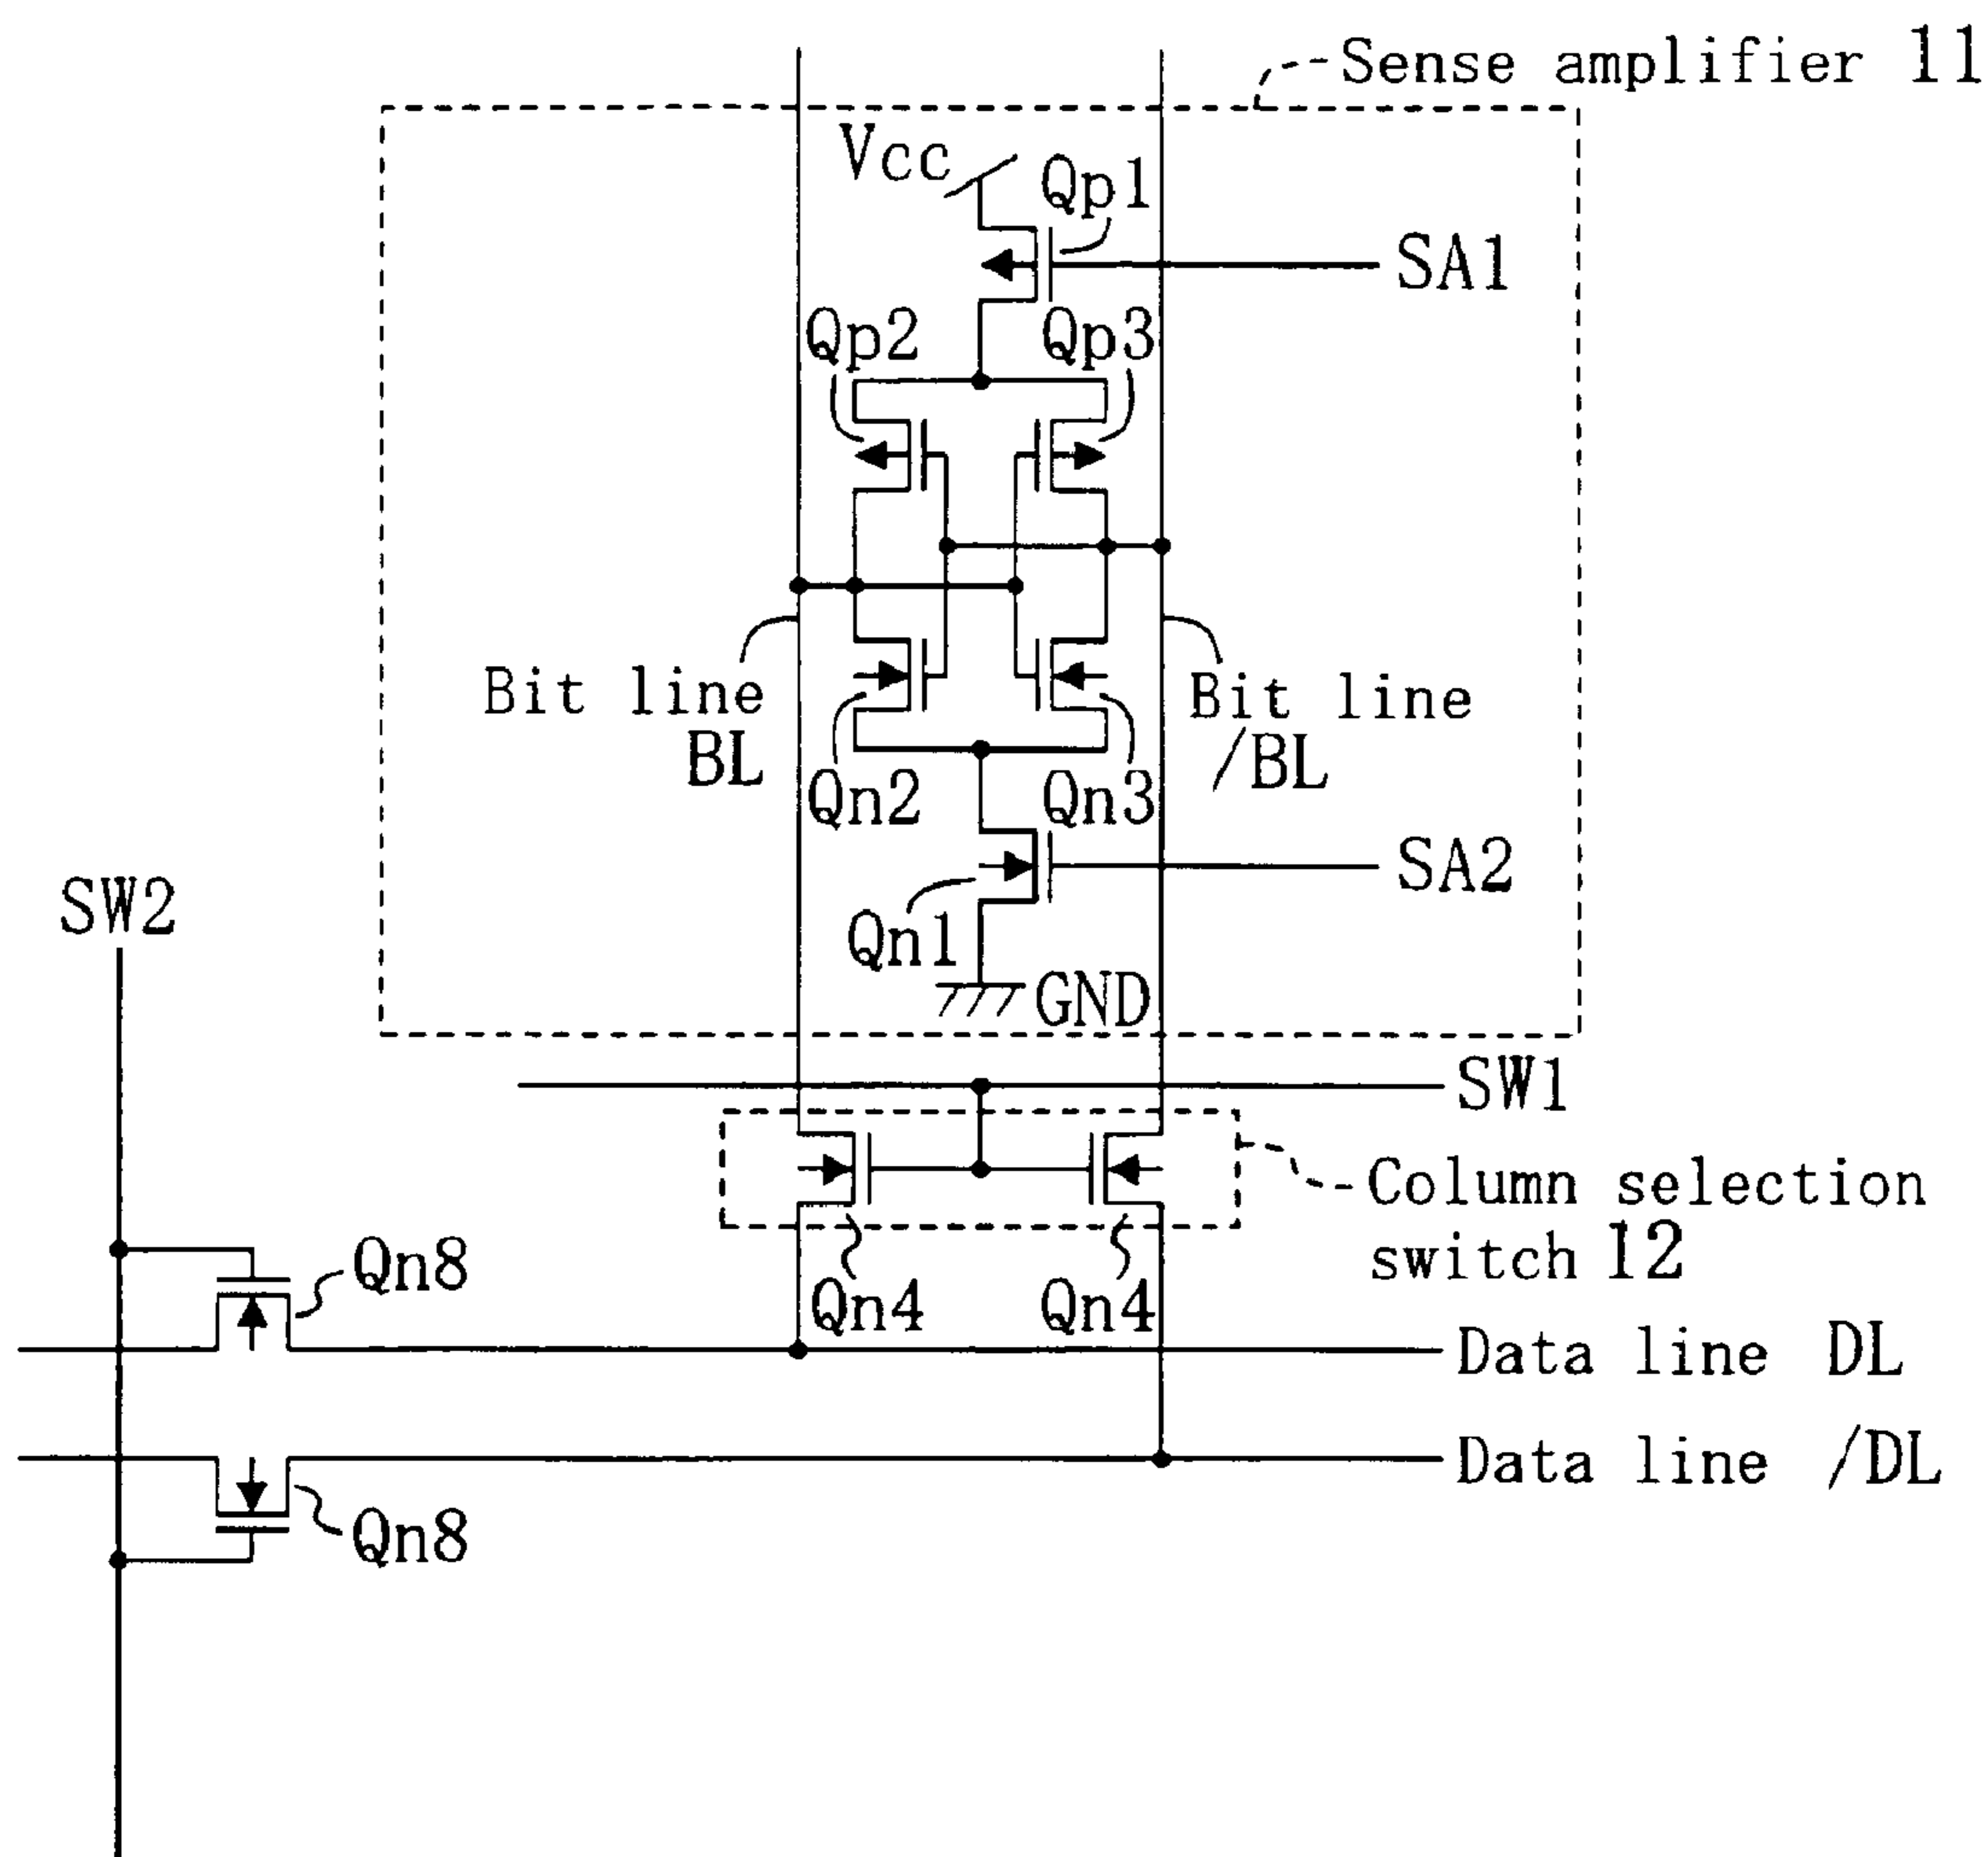 Sense amplifier 11
Vcc
Qp1
SA1
Qp2
Qp3
Bit line
BL
Bit line
/BL
Qn2
Qn3
SA2
SW2
Qn1
GND
SW1
Column selection
switch 12
Qn8
Qn4
Qn4
Data line DL
Data line /DL
Qn8